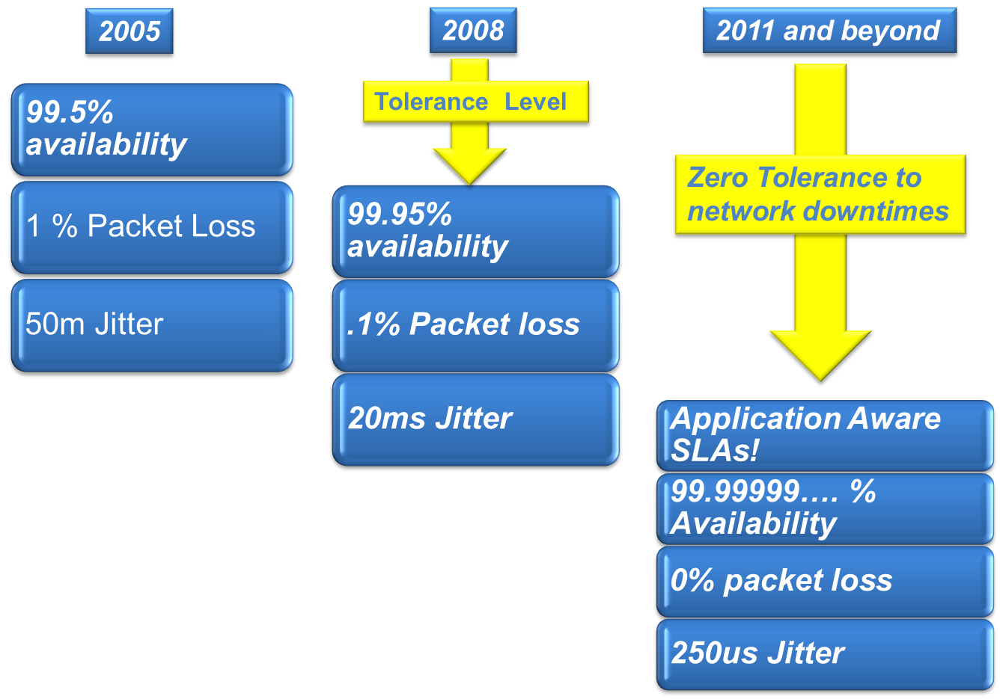 2005
99.5%
availability
1 % Packet Loss
50m Jitter
2008
Tolerance Level
99.95%
availability
.1% Packet loss
20ms Jitter
2011 and beyond
Zero Tolerance to
network downtimes
Application Aware
SLAs!
99.99999.... %
Availability
0% packet loss
250us Jitter